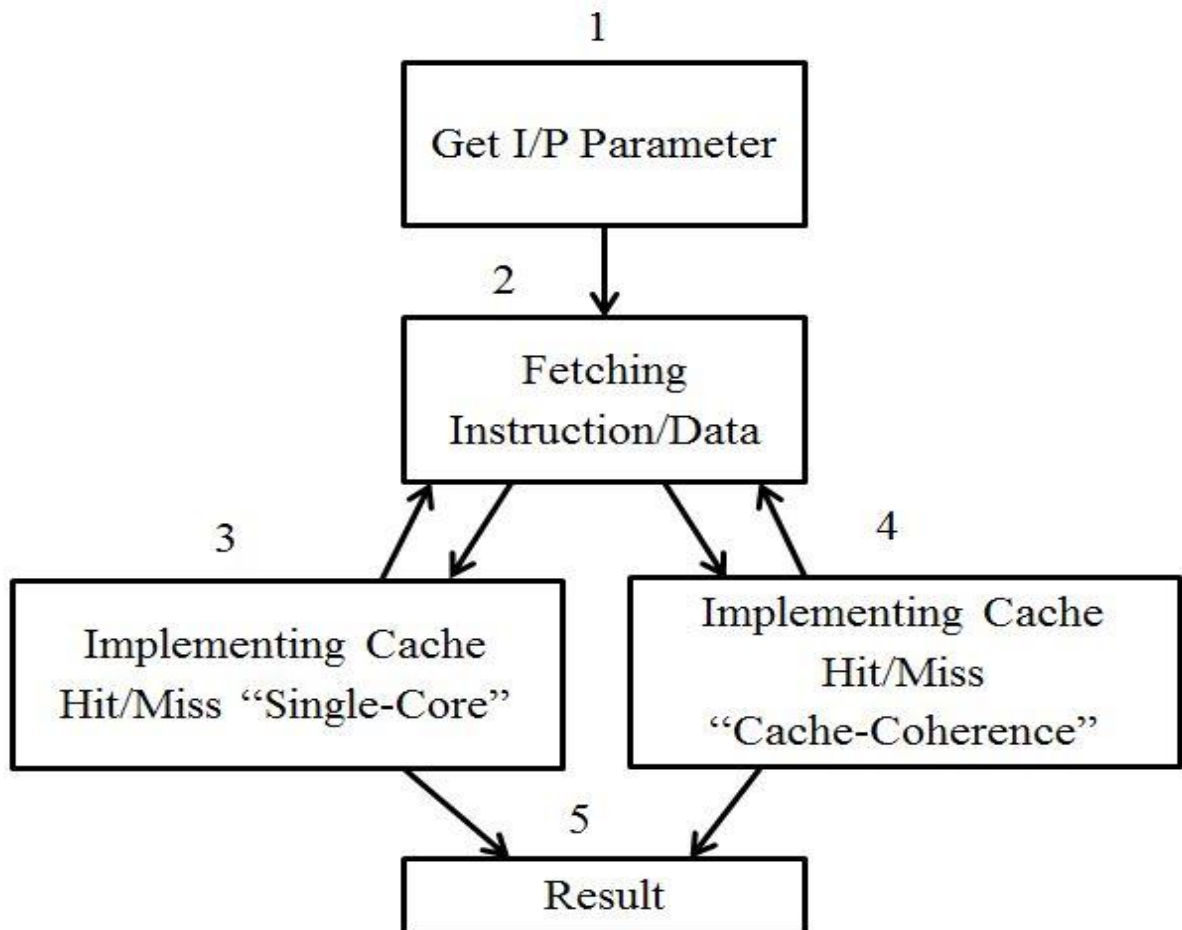 1
Get I/P Parameter
2
Fetching
Instruction/Data
3
Implementing Cache
Hit/Miss “Single-Core”
4
Implementing Cache
Hit/Miss
“Cache-Coherence”
5
Result